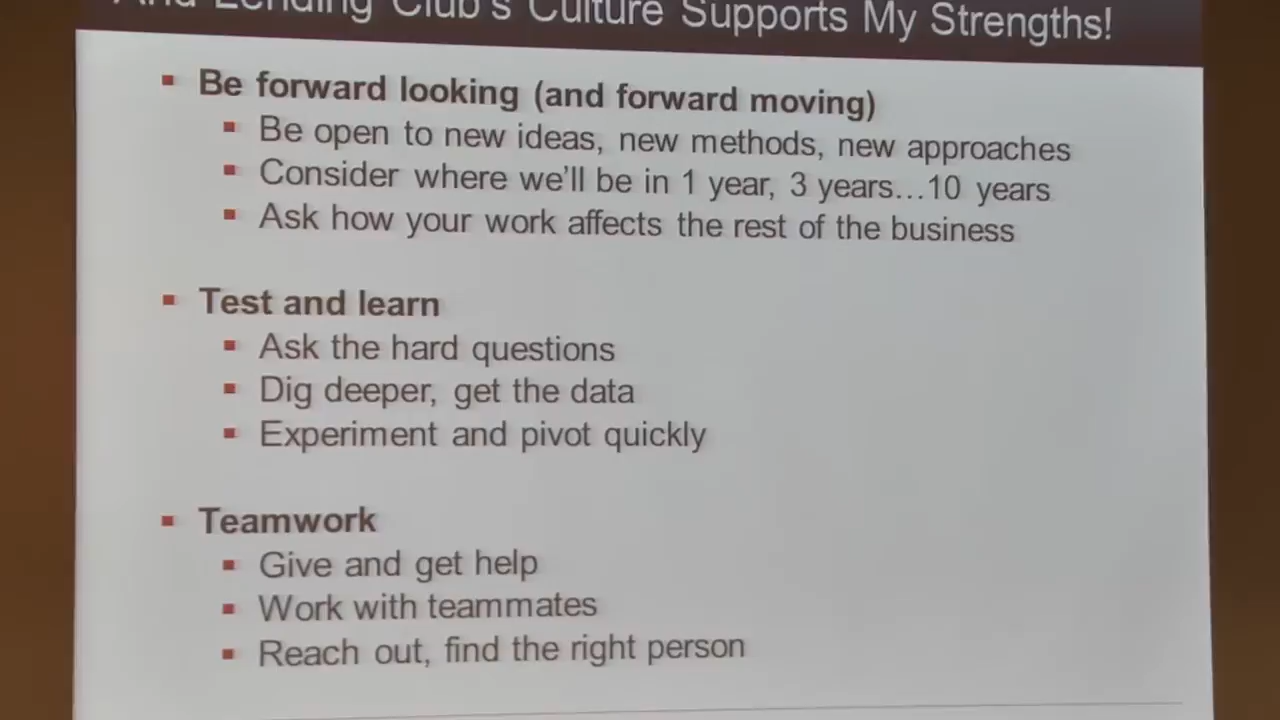 And Lending Club's Culture Supports My Strengths!
Be forward looking (and forward moving)
Be open to new ideas, new methods, new approaches
Consider where we'll be in 1 year, 3 years...10 years
Ask how your work affects the rest of the business
Test and learn
Ask the hard questions
Dig deeper, get the data
Experiment and pivot quickly
Teamwork
Give and get help
Work with teammates
Reach out, find the right person